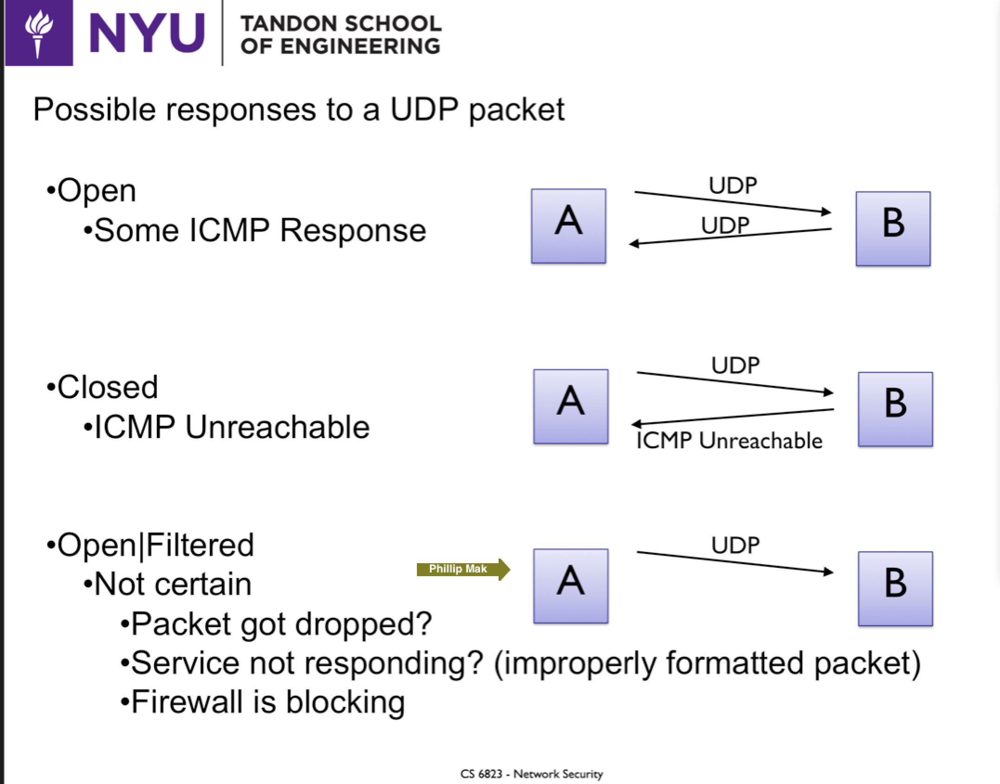 NYU
TANDON SCHOOL
OF ENGINEERING
Possible responses to a UDP packet
•Open
•Some ICMP Response
A
UDP
UDP
B
•Closed
•ICMP Unreachable
A
UDP
ICMP Unreachable
B
•Open|Filtered
•Not certain
•Packet got dropped?
•Service not responding? (improperly formatted packet)
•Firewall is blocking
Phillip Mak
A
UDP
B
CS 6823 - Network Security